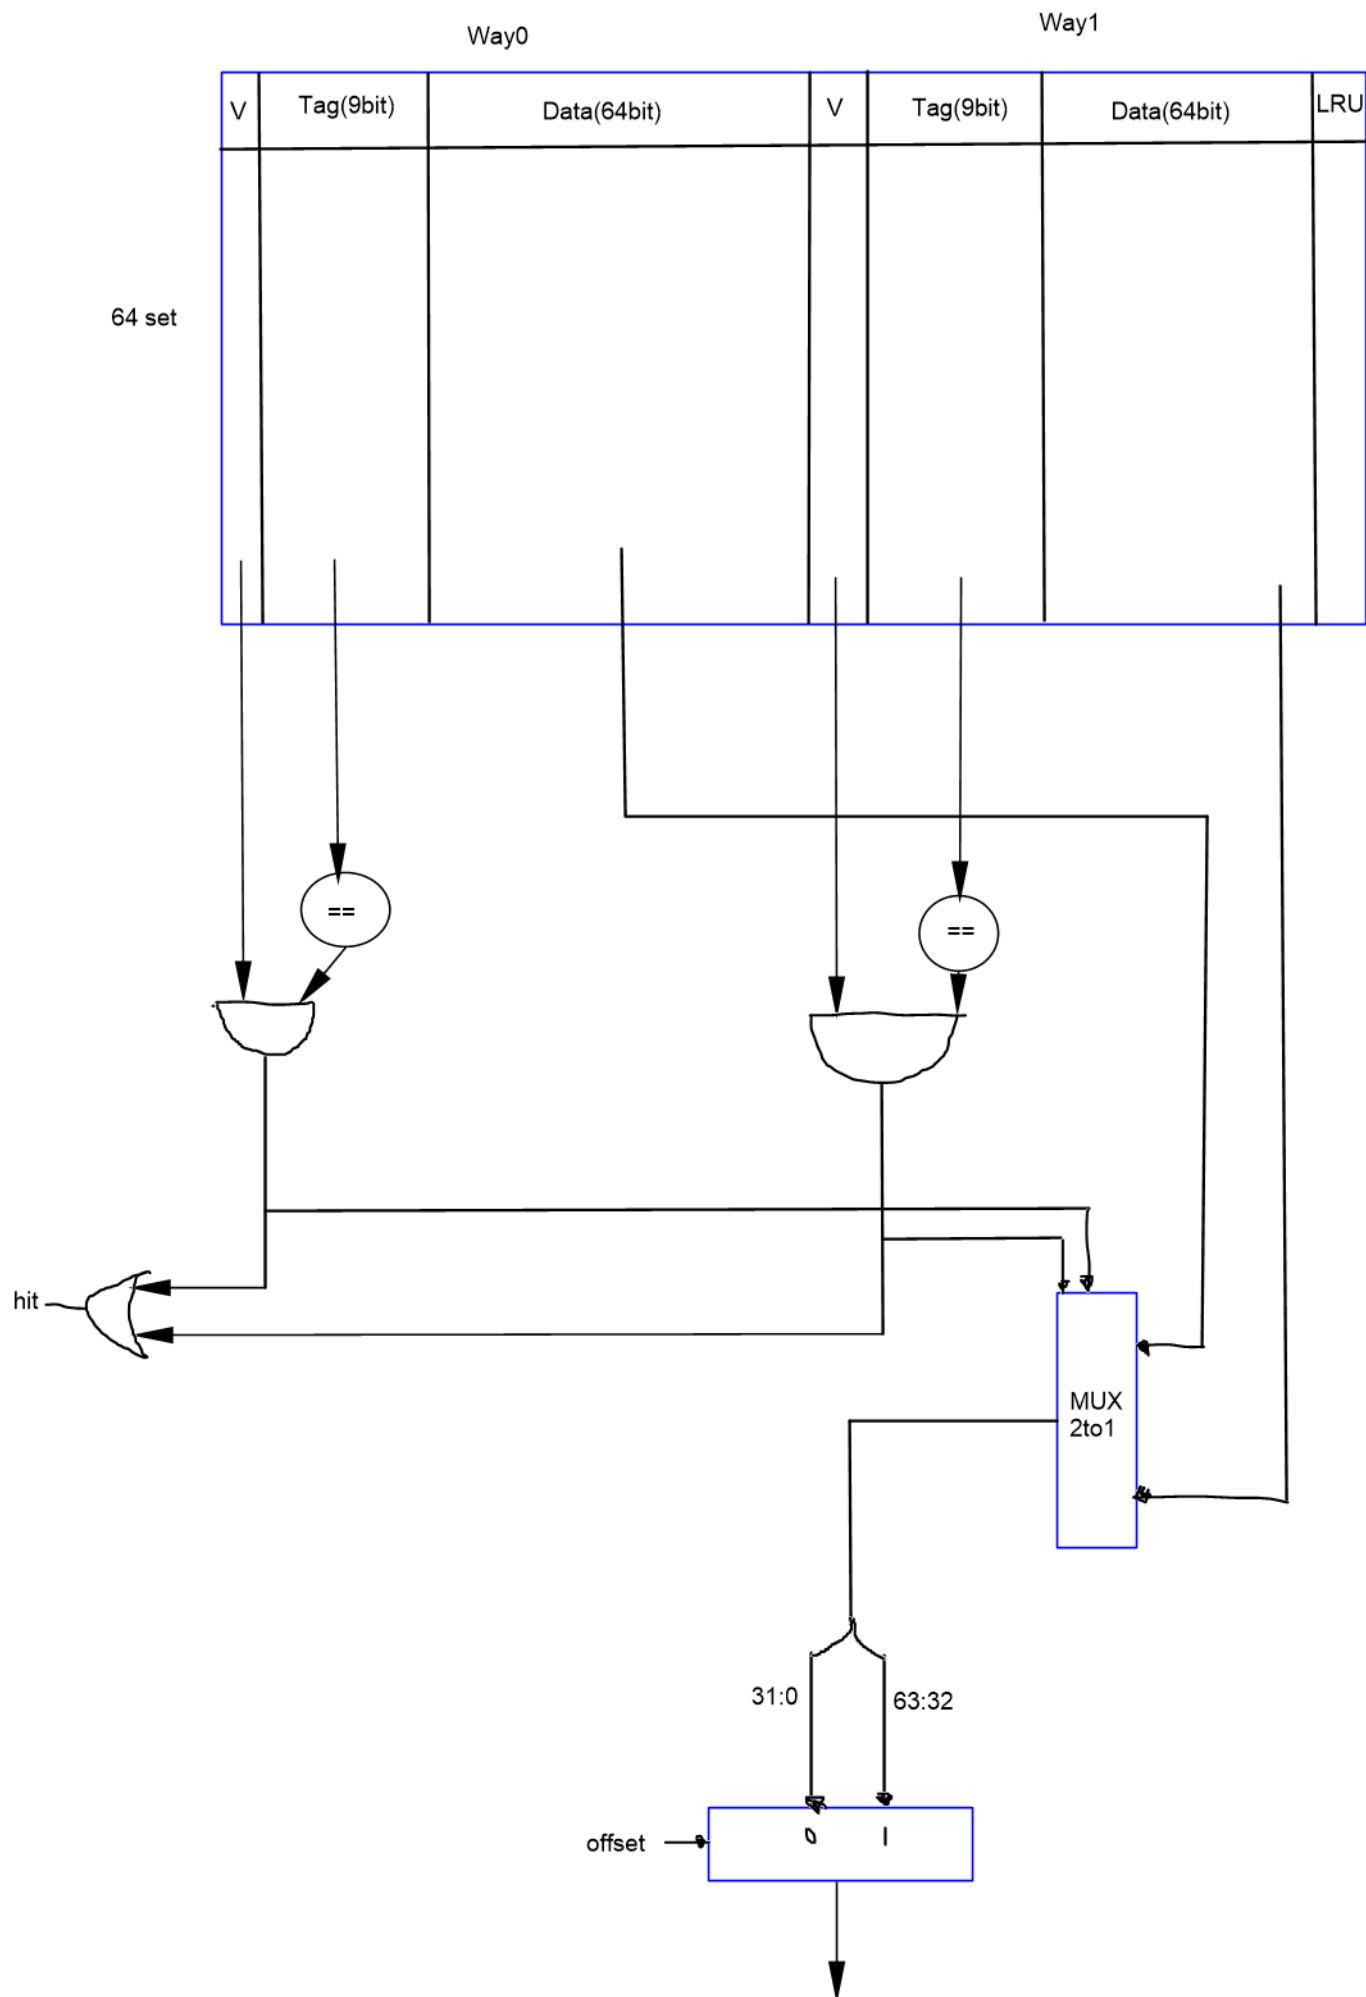 Way0
Way1
V
Tag(9bit)
Data(64bit)
V
Tag(9bit)
Data(64bit)
LRU
64 set
==
==
hit
MUX
2to1
31:0
63:32
offset
0
1